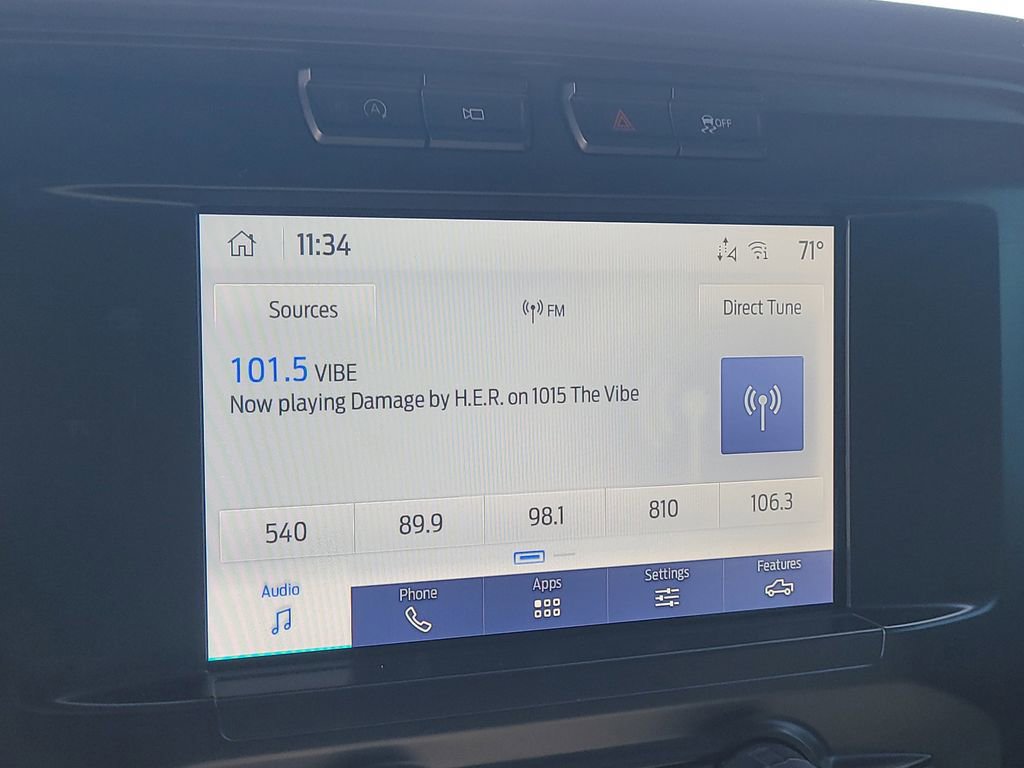 A
OFF
11:34
71°
Sources
FM
Direct Tune
101.5 VIBE
Now playing Damage by H.E.R. on 1015 The Vibe
540
89.9
98.1
810
106.3
Audio
Phone
Apps
Settings
Features